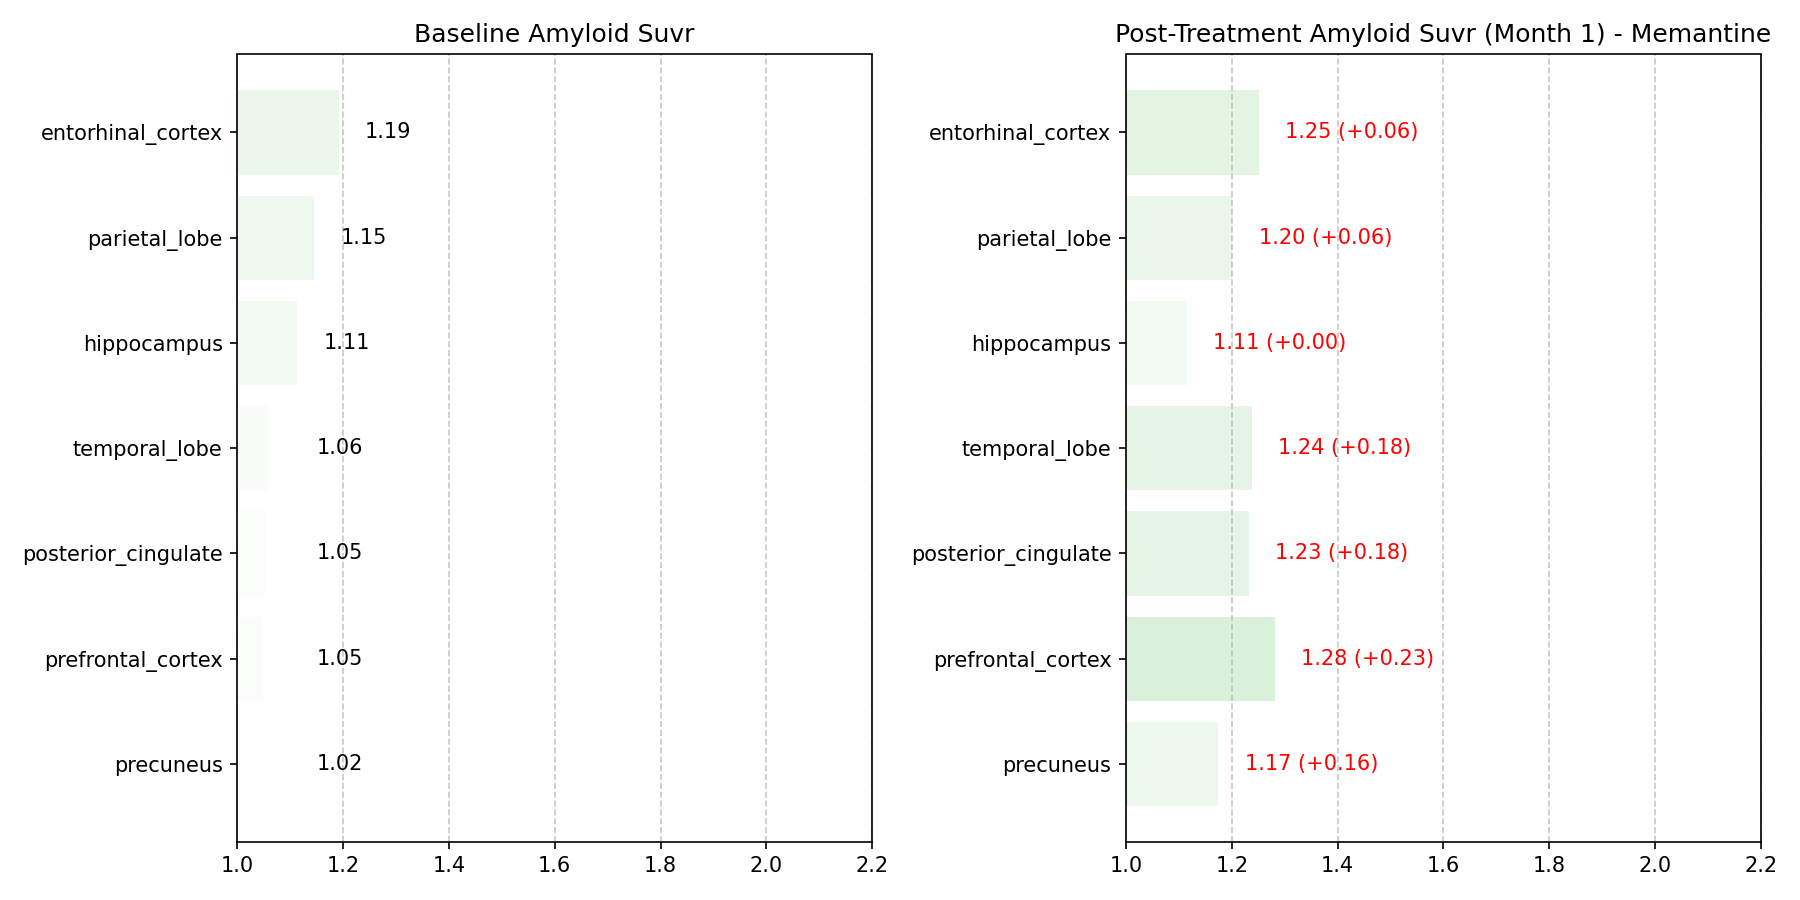 Baseline Amyloid Suvr
entorhinal_cortex 1.19
parietal_lobe 1.15
hippocampus 1.11
temporal_lobe 1.06
posterior_cingulate 1.05
prefrontal_cortex 1.05
precuneus 1.02
1.0 1.2 1.4 1.6 1.8 2.0 2.2
Post-Treatment Amyloid Suvr (Month 1) - Memantine
entorhinal_cortex 1.25 (+0.06)
parietal_lobe 1.20 (+0.06)
hippocampus 1.11 (+0.00)
temporal_lobe 1.24 (+0.18)
posterior_cingulate 1.23 (+0.18)
prefrontal_cortex 1.28 (+0.23)
precuneus 1.17 (+0.16)
1.0 1.2 1.4 1.6 1.8 2.0 2.2